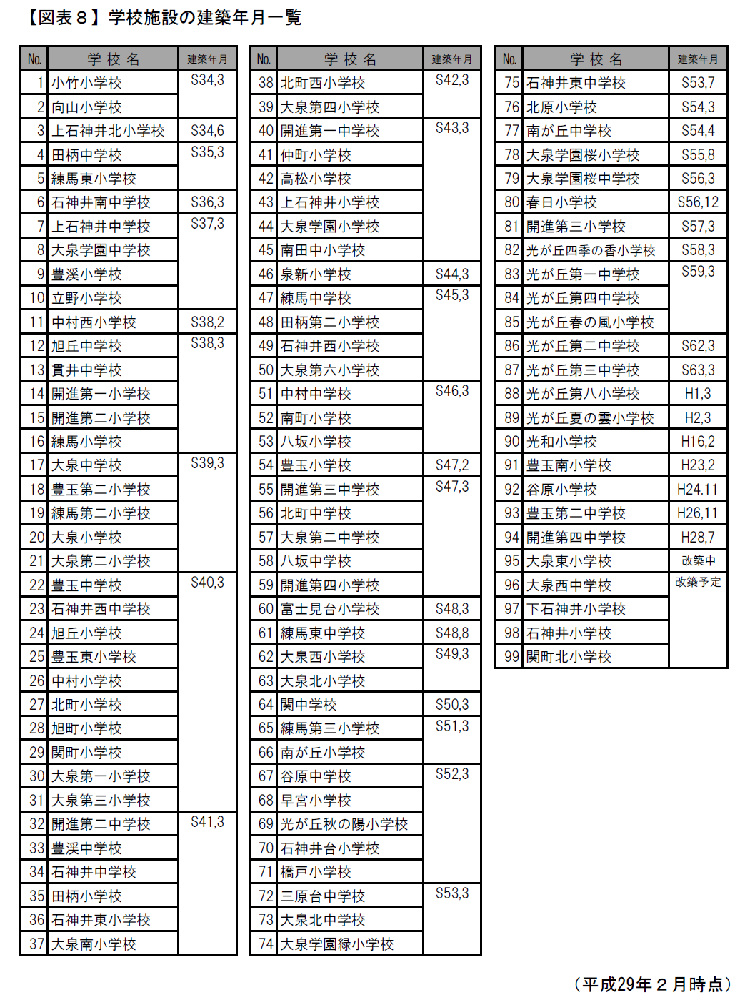 【図表８】学校施設の建築年月一覧
No. 学校名 建築年月
1 小竹小学校 S34,3
2 向山小学校
3 上石神井北小学校 S34,6
4 田柄中学校 S35,3
5 練馬東小学校
6 石神井南中学校 S36,3
7 上石神井中学校 S37,3
8 大泉学園中学校
9 豊溪小学校
10 立野小学校
11 中村西小学校 S38,2
12 旭丘中学校 S38,3
13 貫井中学校
14 開進第一小学校
15 開進第二小学校
16 練馬小学校
17 大泉中学校 S39,3
18 豊玉第二小学校
19 練馬第二小学校
20 大泉小学校
21 大泉第二小学校
22 豊玉中学校 S40,3
23 石神井西中学校
24 旭丘小学校
25 豊玉東小学校
26 中村小学校
27 北町小学校
28 旭町小学校
29 関町小学校
30 大泉第一小学校
31 大泉第三小学校
32 開進第二中学校 S41,3
33 豊渓中学校
34 石神井中学校
35 田柄小学校
36 石神井東小学校
37 大泉南小学校
No. 学校名 建築年月
38 北町西小学校 S42,3
39 大泉第四小学校
40 開進第一中学校 S43,3
41 仲町小学校
42 高松小学校
43 上石神井小学校
44 大泉学園小学校
45 南田中小学校
46 泉新小学校 S44,3
47 練馬中学校 S45,3
48 田柄第二小学校
49 石神井西小学校
50 大泉第六小学校
51 中村中学校 S46,3
52 南町小学校
53 八坂小学校
54 豊玉小学校 S47,2
55 開進第三中学校 S47,3
56 北町中学校
57 大泉第二中学校
58 八坂中学校
59 開進第四小学校
60 富士見台小学校 S48,3
61 練馬東中学校 S48,8
62 大泉西小学校 S49,3
63 大泉北小学校
64 関中学校 S50,3
65 練馬第三小学校 S51,3
66 南が丘小学校
67 谷原中学校 S52,3
68 早宮小学校
69 光が丘秋の陽小学校
70 石神井台小学校
71 橋戸小学校
72 三原台中学校 S53,3
73 大泉北中学校
74 大泉学園緑小学校
No. 学校名 建築年月
75 石神井東中学校 S53,7
76 北原小学校 S54,3
77 南が丘中学校 S54,4
78 大泉学園桜小学校 S55,8
79 大泉学園桜中学校 S56,3
80 春日小学校 S56,12
81 開進第三小学校 S57,3
82 光が丘四季の香小学校 S58,3
83 光が丘第一中学校 S59,3
84 光が丘第四中学校
85 光が丘春の風小学校
86 光が丘第二中学校 S62,3
87 光が丘第三中学校 S63,3
88 光が丘第八小学校 H1,3
89 光が丘夏の雲小学校 H2,3
90 光和小学校 H16,2
91 豊玉南小学校 H23,2
92 谷原小学校 H24.11
93 豊玉第二中学校 H26,11
94 開進第四中学校 H28,7
95 大泉東小学校 改築中
96 大泉西中学校 改築予定
97 下石神井小学校
98 石神井小学校
99 関町北小学校
（平成29年２月時点）